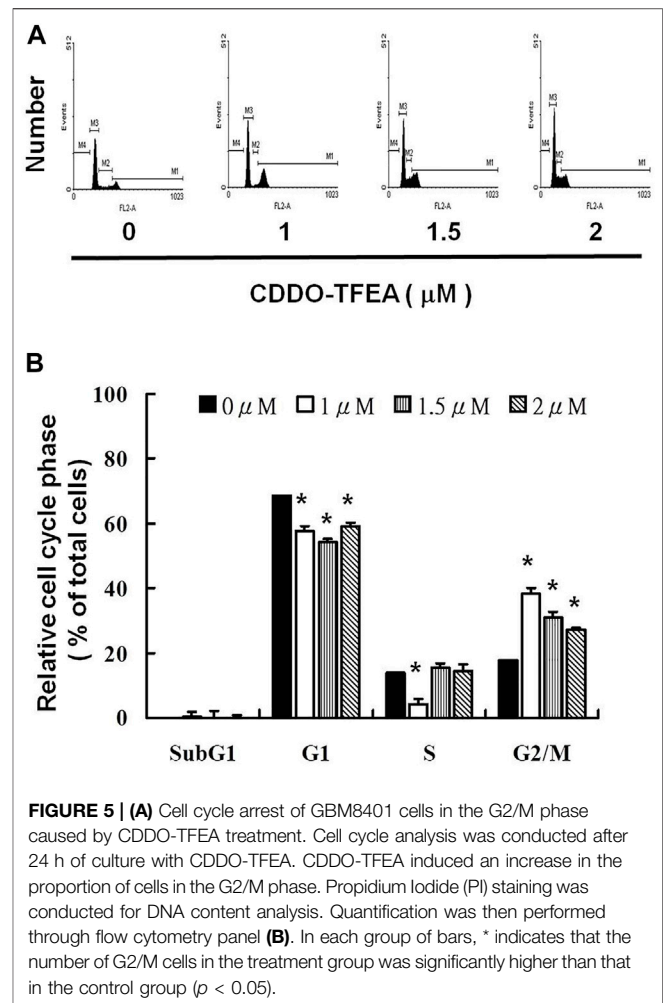 A
Number
512
Events
M3
M4
M2
M1
0
FL2-A
1023
0
512
Events
M3
M4
M2
M1
0
FL2-A
1023
1
512
Events
M3
M4
M2
M1
0
FL2-A
1023
1.5
512
Events
M3
M4
M2
M1
0
FL2-A
1023
2
CDDO-TFEA ( μM )
B
Relative cell cycle phase
( % of total cells)
100
80
60
40
20
0
0 μM 1 μM 1.5 μM 2 μM
* * *
*
* * *
SubG1 G1 S G2/M
FIGURE 5 | (A) Cell cycle arrest of GBM8401 cells in the G2/M phase
caused by CDDO-TFEA treatment. Cell cycle analysis was conducted after
24 h of culture with CDDO-TFEA. CDDO-TFEA induced an increase in the
proportion of cells in the G2/M phase. Propidium Iodide (PI) staining was
conducted for DNA content analysis. Quantification was then performed
through flow cytometry panel (B). In each group of bars, * indicates that the
number of G2/M cells in the treatment group was significantly higher than that
in the control group (p < 0.05).